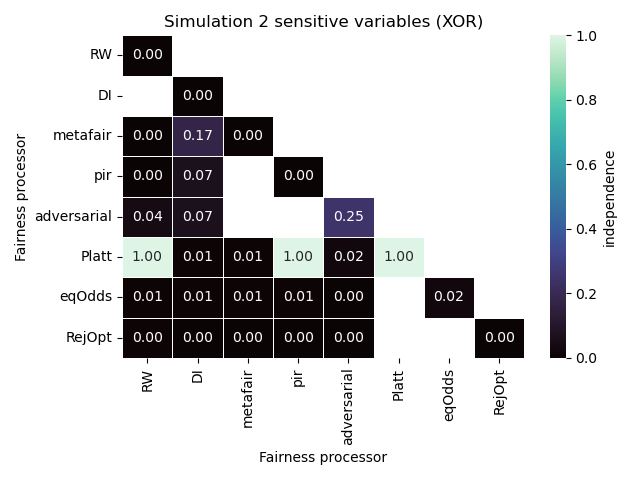 Simulation 2 sensitive variables (XOR)
Fairness processor
RW 0.00
DI 0.00
metafair 0.00 0.17 0.00
pir 0.00 0.07 0.00
adversarial 0.04 0.07 0.25
Platt 1.00 0.01 0.01 1.00 0.02 1.00
eqOdds 0.01 0.01 0.01 0.01 0.00 0.02
RejOpt 0.00 0.00 0.00 0.00 0.00 0.00
RW DI metafair pir adversarial Platt eqOdds RejOpt
Fairness processor
1.0
0.8
0.6
0.4
0.2
0.0
independence